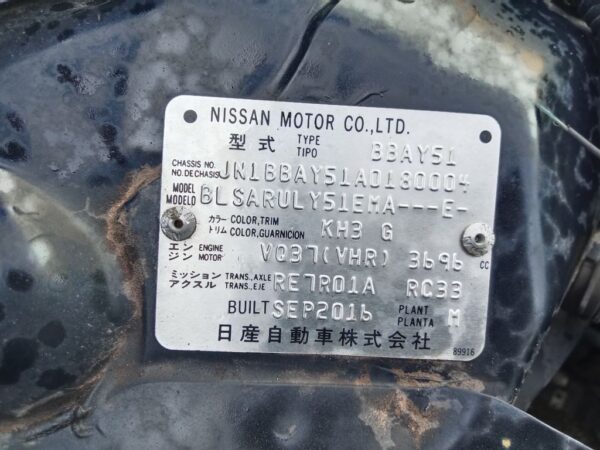 NISSAN MOTOR CO.,LTD.
型式 TYPE TIPO BBAY51
CHASSIS NO. NO.DE CHASIS JN1BBAY51A0180004
MODEL MODELO BLSARULY51EMA---E-
カラー COLOR,TRIM トリム COLOR,GUARNICION KH3 G
エンジン ENGINE MOTOR VQ37(VHR) 3696 CC
ミッション アクスル TRANS.,AXLE TRANS.,EJE RE7R01A RC33
BUILT SEP2016 PLANT PLANTA M
日産自動車株式会社
89916